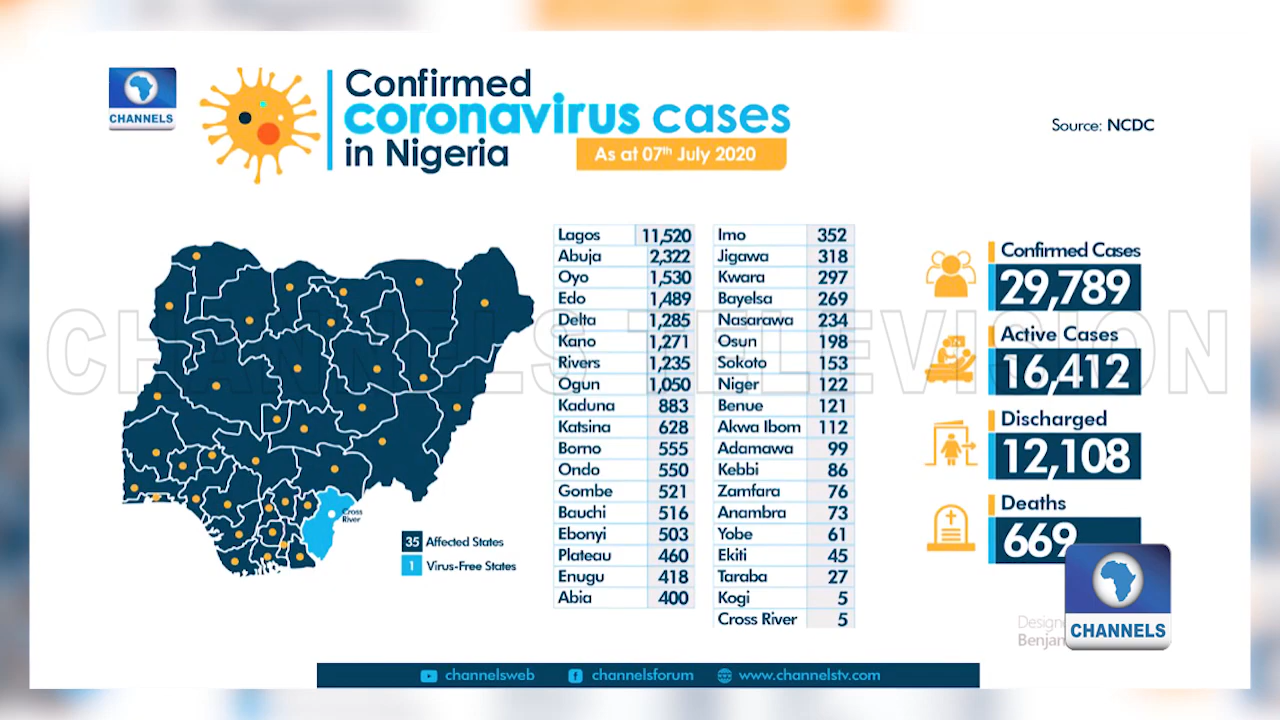 CHANNELS
Confirmed
coronavirus cases
in Nigeria
As at 07th July 2020
Source: NCDC
CHANNELS TELEVISION
Lagos 11,520
Abuja 2,322
Oyo 1,530
Edo 1,489
Delta 1,285
Kano 1,271
Rivers 1,235
Ogun 1,050
Kaduna 883
Katsina 628
Borno 555
Ondo 550
Gombe 521
Bauchi 516
Ebonyi 503
Plateau 460
Enugu 418
Abia 400
Imo 352
Jigawa 318
Kwara 297
Bayelsa 269
Nasarawa 234
Osun 198
Sokoto 153
Niger 122
Benue 121
Akwa Ibom 112
Adamawa 99
Kebbi 86
Zamfara 76
Anambra 73
Yobe 61
Ekiti 45
Taraba 27
Kogi 5
Cross River 5
Confirmed Cases
29,789
Active Cases
16,412
Discharged
12,108
Deaths
669
Cross
River
35 Affected States
1 Virus-Free States
CHANNELS
channelsweb channelsforum www.channelstv.com